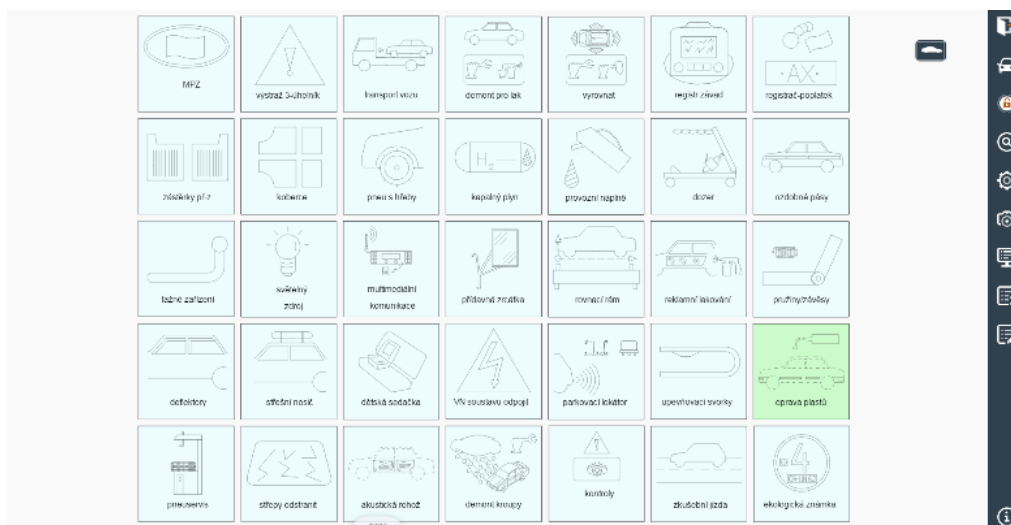 MPZ
výstraž 3-úhelník
transport vozu
demont pro lak
vyrovnat
registr závad
registrač-poplatek
·AX·
zástěrky př-z
koberce
pneu s hřeby
kapalný plyn
provozní náplně
dozer
ozdobné pásy
H₂
tažné zařízení
světelný
zdroj
multimediální
komunikace
přídavná zrcátka
rovnací rám
reklamní lakování
pružiny/závěsy
deflektory
střešní nosič
dětská sedačka
VN soustavu odpojit
parkovací lokátor
upevňovací svorky
oprava plastů
pneuservis
střepy odstranit
akustická rohož
demont kroupy
kontroly
zkušební jízda
ekologická známka
4